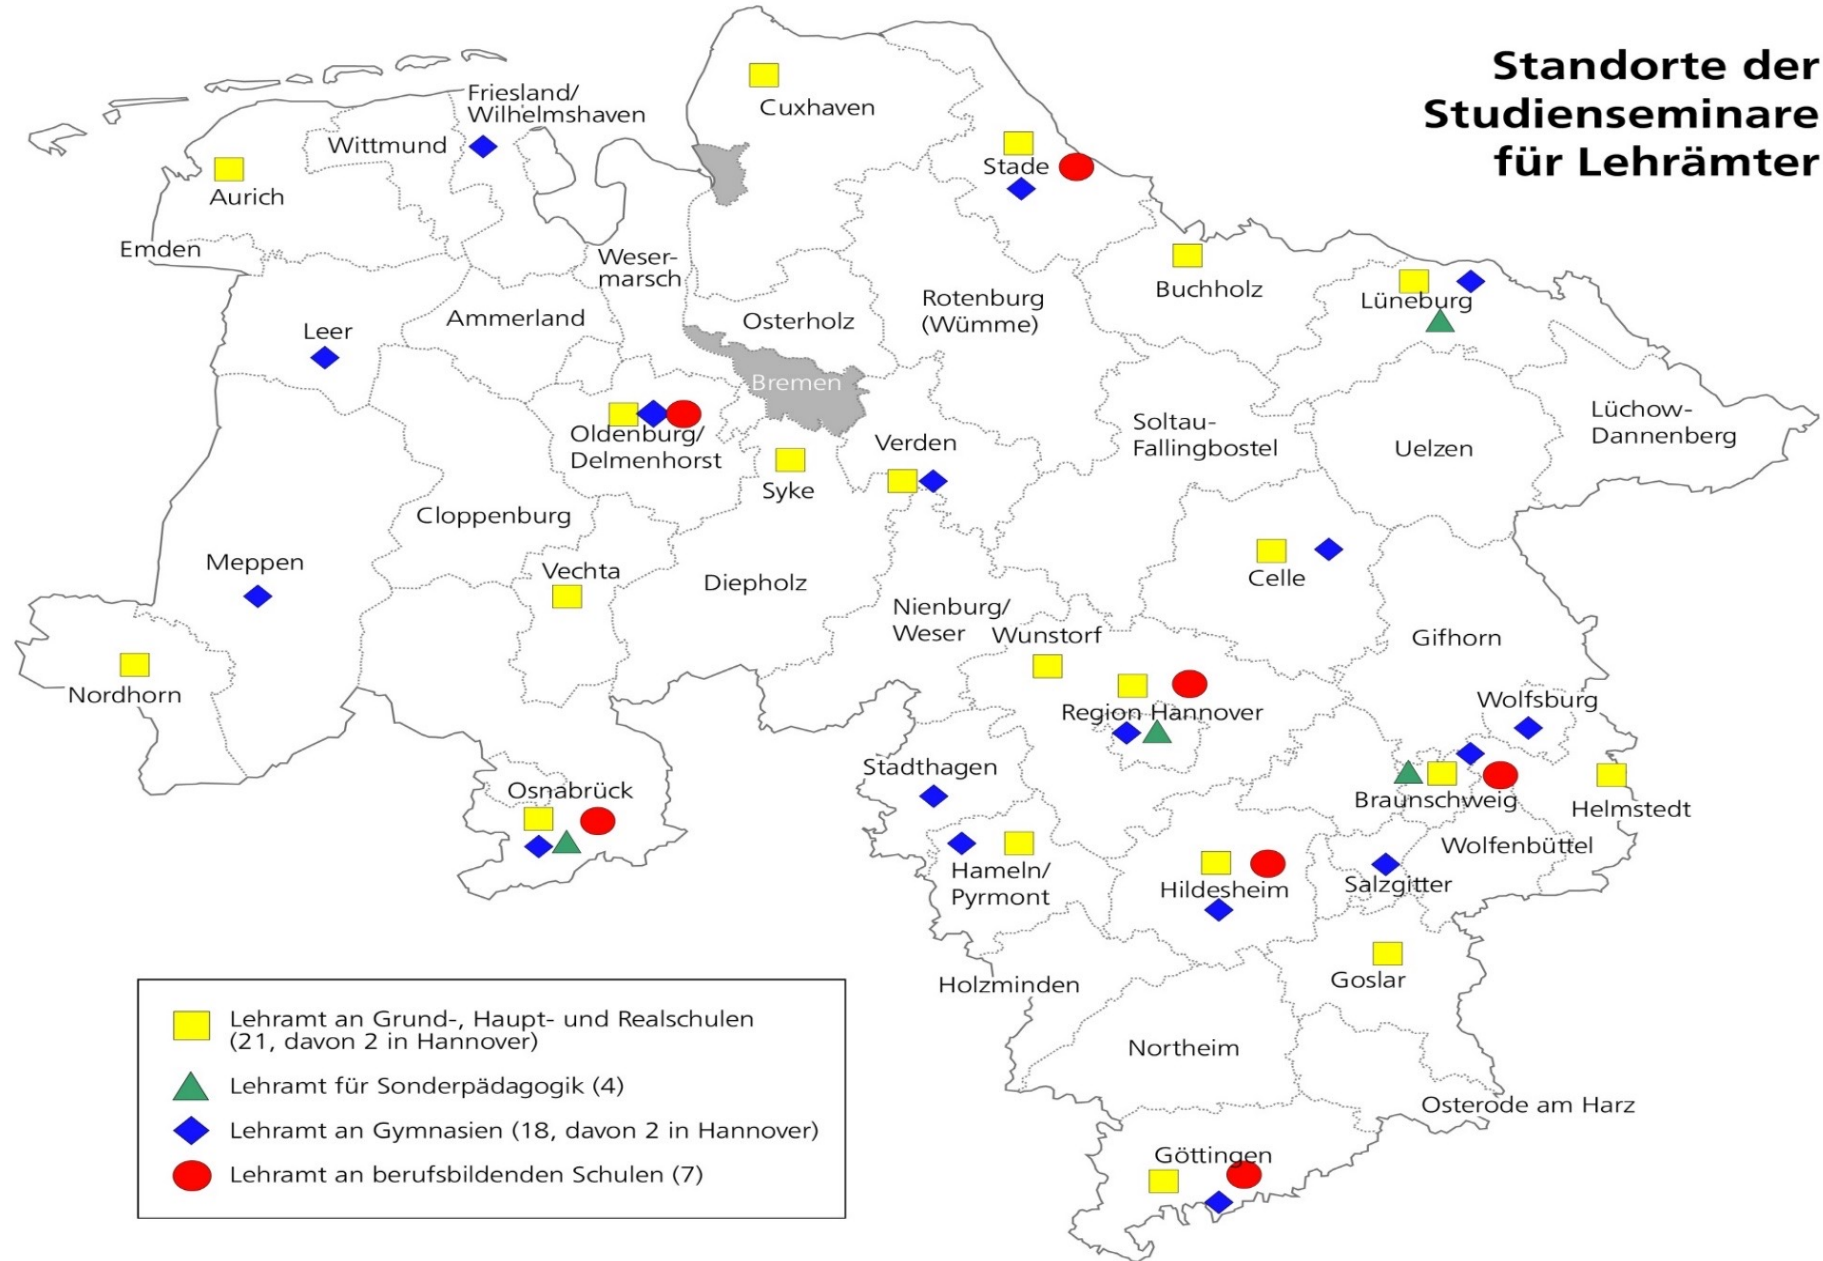 Standorte der
Studienseminare
für Lehrämter
Friesland/
Wilhelmshaven
Cuxhaven
Wittmund
Stade
Aurich
Emden
Weser-
marsch
Buchholz
Lüneburg
Rotenburg
(Wümme)
Ammerland
Osterholz
Leer
Bremen
Lüchow-
Dannenberg
Soltau-
Fallingbostel
Oldenburg/
Delmenhorst
Verden
Uelzen
Syke
Cloppenburg
Meppen
Vechta
Diepholz
Celle
Nienburg/
Weser
Wunstorf
Gifhorn
Nordhorn
Wolfsburg
Region Hannover
Stadthagen
Osnabrück
Braunschweig
Helmstedt
Wolfenbüttel
Hameln/
Pyrmont
Hildesheim
Salzgitter
Goslar
Holzminden
Northeim
Osterode am Harz
Göttingen
Lehramt an Grund-, Haupt- und Realschulen
(21, davon 2 in Hannover)
Lehramt für Sonderpädagogik (4)
Lehramt an Gymnasien (18, davon 2 in Hannover)
Lehramt an berufsbildenden Schulen (7)